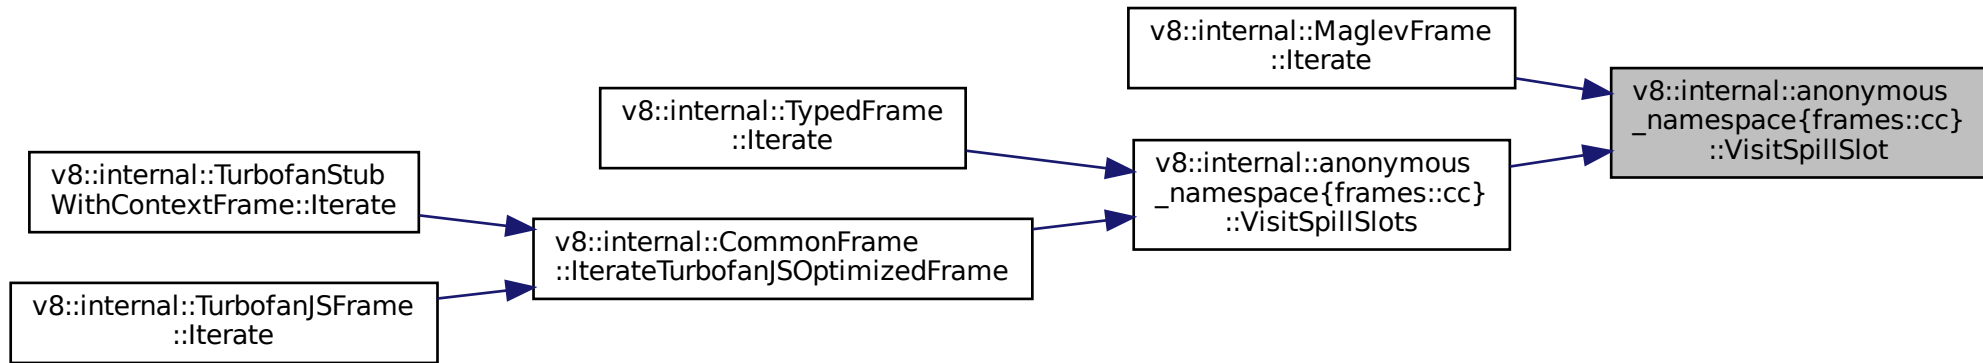 v8::internal::MaglevFrame
::Iterate
v8::internal::anonymous
_namespace{frames::cc}
::VisitSpillSlot
v8::internal::TypedFrame
::Iterate
v8::internal::anonymous
_namespace{frames::cc}
::VisitSpillSlots
v8::internal::TurbofanStub
WithContextFrame::Iterate
v8::internal::CommonFrame
::IterateTurbofanJSOptimizedFrame
v8::internal::TurbofanJSFrame
::Iterate